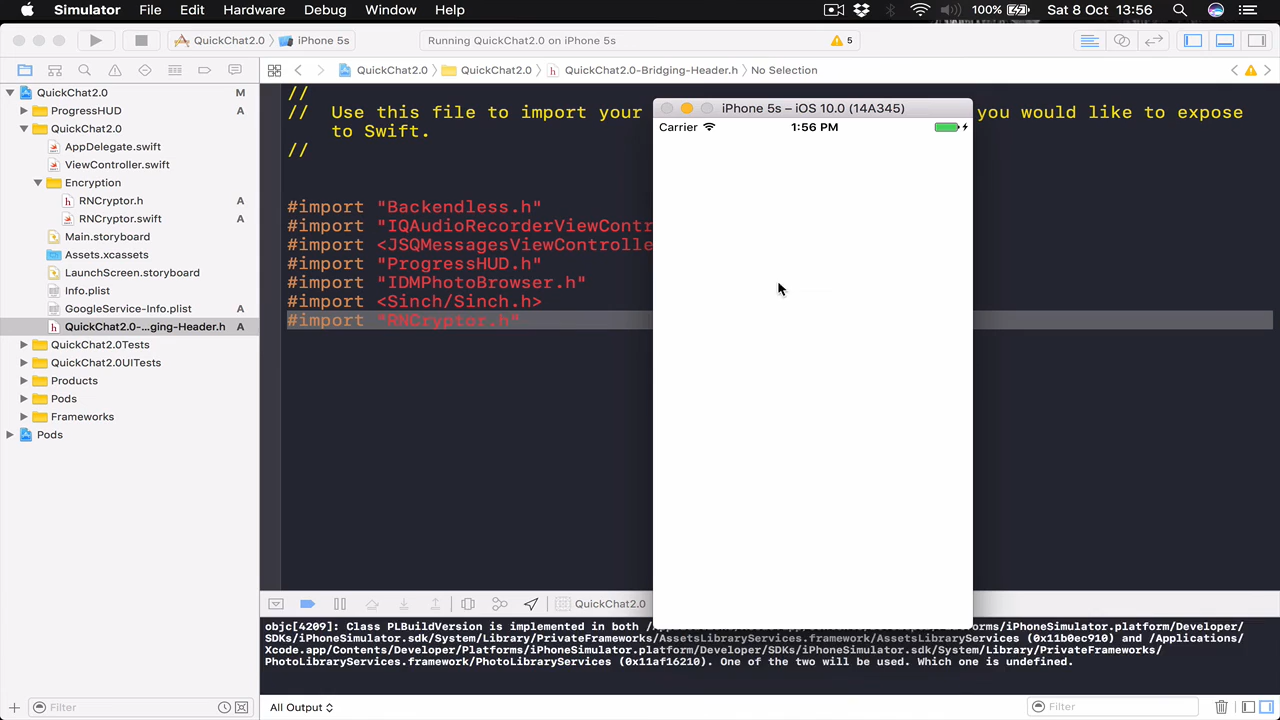 Simulator File Edit Hardware Debug Window Help 100% Sat 8 Oct 13:56
QuickChat2.0 iPhone 5s Running QuickChat2.0 on iPhone 5s 5
QuickChat2.0 QuickChat2.0 QuickChat2.0-Bridging-Header.h No Selection
QuickChat2.0 M
ProgressHUD A
QuickChat2.0
AppDelegate.swift
ViewController.swift
Encryption
RNCryptor.h A
RNCryptor.swift A
Main.storyboard
Assets.xcassets
LaunchScreen.storyboard
Info.plist
GoogleService-Info.plist A
QuickChat2.0-...ging-Header.h A
QuickChat2.0Tests
QuickChat2.0UITests
Products
Pods
Frameworks
Pods
//
// Use this file to import your you would like to expose
to Swift.
//
#import "Backendless.h"
#import "IQAudioRecorderViewContr
#import <JSQMessagesViewControlle
#import "ProgressHUD.h"
#import "IDMPhotoBrowser.h"
#import <Sinch/Sinch.h>
#import "RNCryptor.h"
iPhone 5s – iOS 10.0 (14A345)
Carrier 1:56 PM
QuickChat2.0
objc[4209]: Class PLBuildVersion is implemented in both iPhoneSimulator.platform/Developer/
SDKs/iPhoneSimulator.sdk/System/Library/PrivateFrameworks/AssetsLibraryServices.framework/AssetsLibraryServices (0x11b0ec910) and /Applications/
Xcode.app/Contents/Developer/Platforms/iPhoneSimulator.platform/Developer/SDKs/iPhoneSimulator.sdk/System/Library/PrivateFrameworks/
PhotoLibraryServices.framework/PhotoLibraryServices (0x11af16210). One of the two will be used. Which one is undefined.
Filter All Output Filter